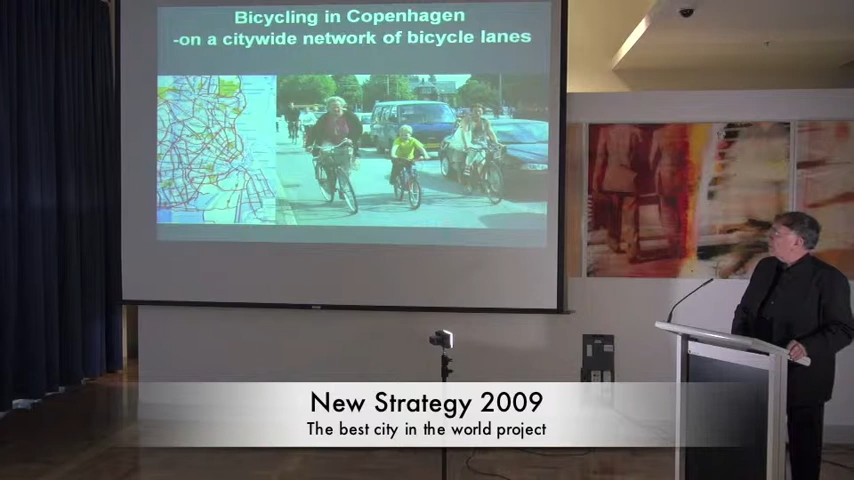 Bicycling in Copenhagen
-on a citywide network of bicycle lanes
New Strategy 2009
The best city in the world project